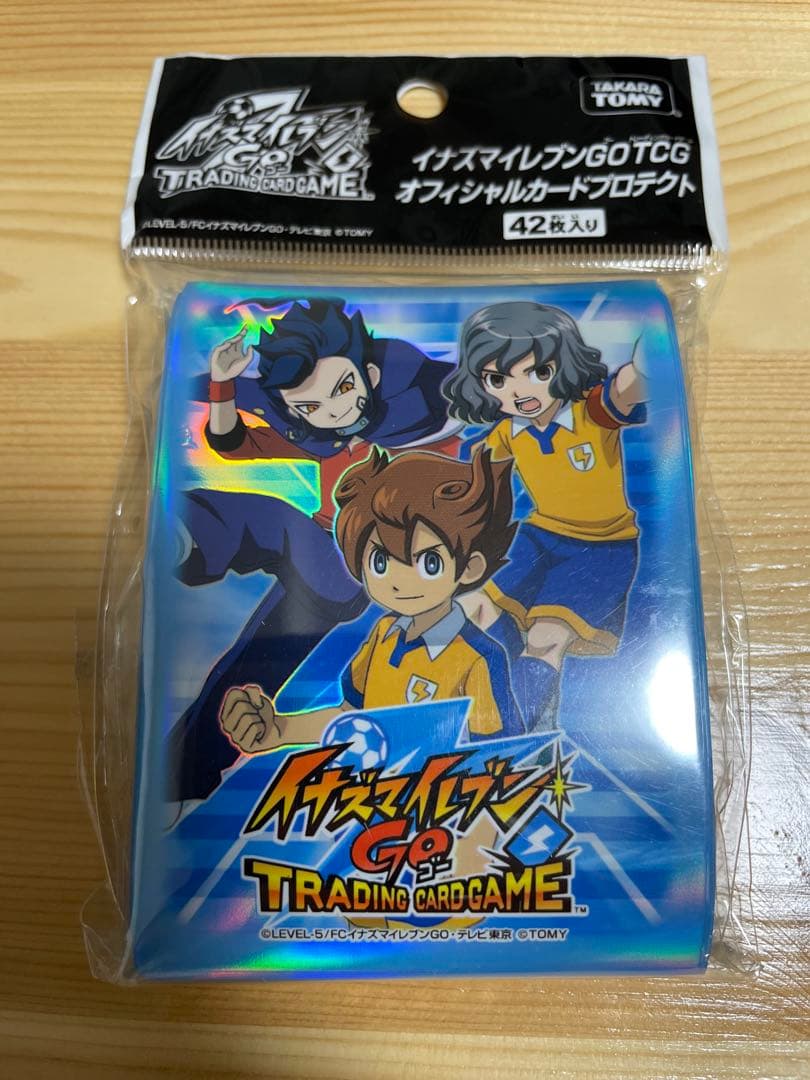 イナズマイレブン
GO
ゴー
TRADING CARD GAME™
©LEVEL-5/FCイナズマイレブンGO・テレビ東京 ©TOMY
TAKARA
TOMY
イナズマイレブンGOTCG
オフィシャルカードプロテクト
42枚入り
イナズマイレブン
GO
ゴー
TRADING CARD GAME™
©LEVEL-5/FCイナズマイレブンGO・テレビ東京 ©TOMY